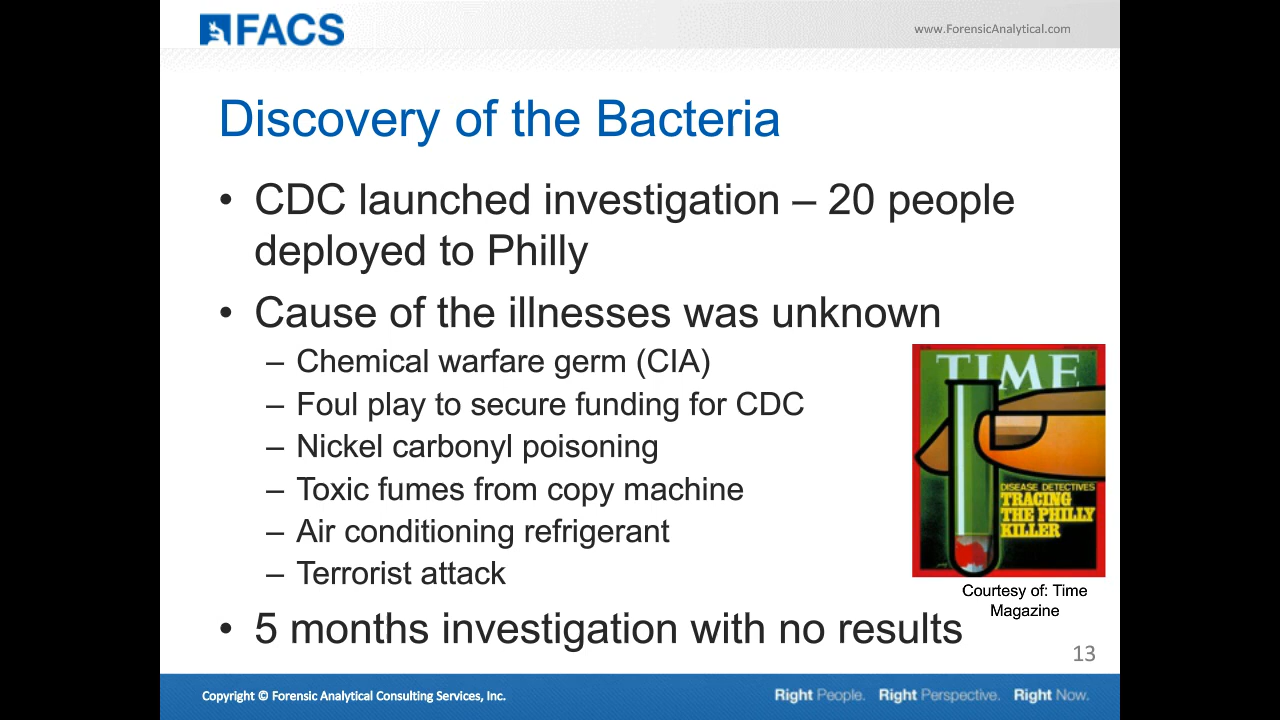 FACS
www.ForensicAnalytical.com
Discovery of the Bacteria
• CDC launched investigation – 20 people
deployed to Philly
• Cause of the illnesses was unknown
– Chemical warfare germ (CIA)
– Foul play to secure funding for CDC
– Nickel carbonyl poisoning
– Toxic fumes from copy machine
– Air conditioning refrigerant
– Terrorist attack
• 5 months investigation with no results
TIME
DISEASE DETECTIVES
TRACING
THE PHILLY
KILLER
Courtesy of: Time
Magazine
13
Copyright © Forensic Analytical Consulting Services, Inc.
Right People. Right Perspective. Right Now.